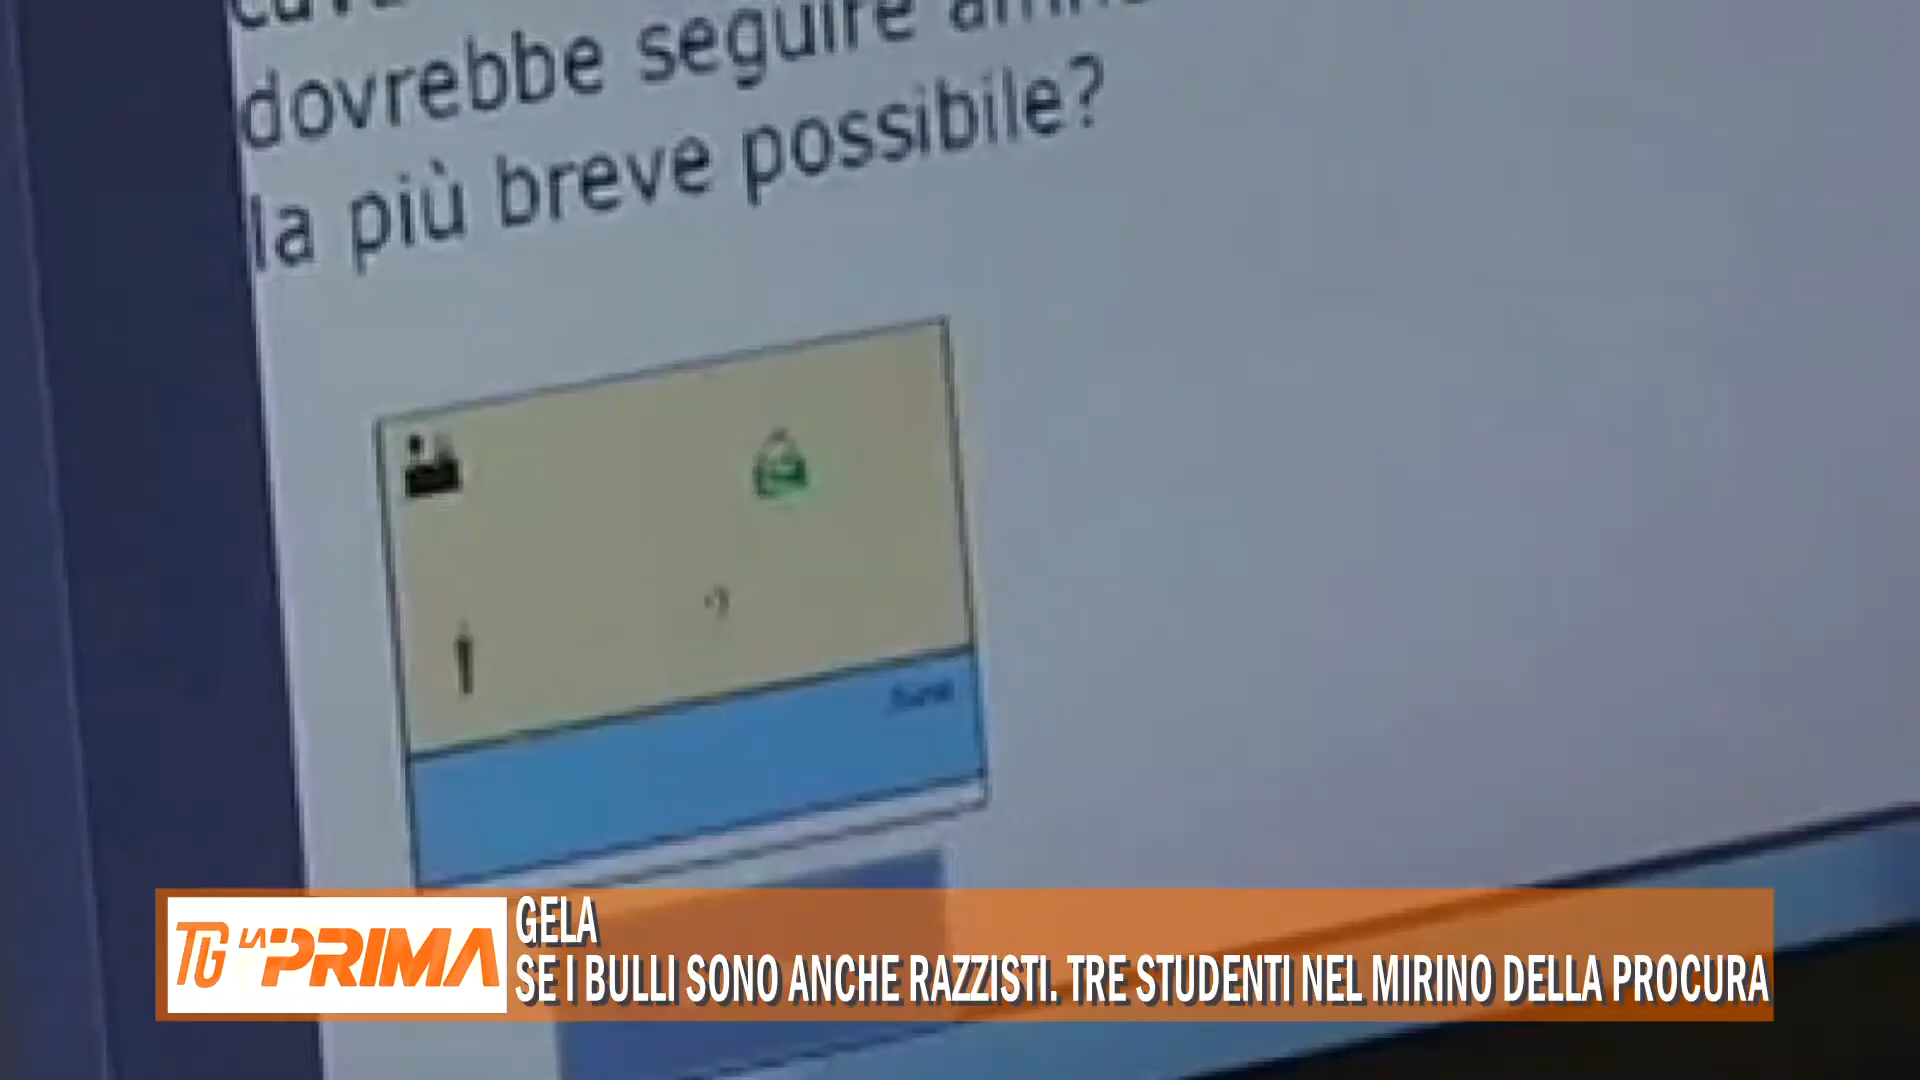 dovrebbe seguire
la più breve possibile?
fiume
TG LA PRIMA
GELA
SE I BULLI SONO ANCHE RAZZISTI. TRE STUDENTI NEL MIRINO DELLA PROCURA